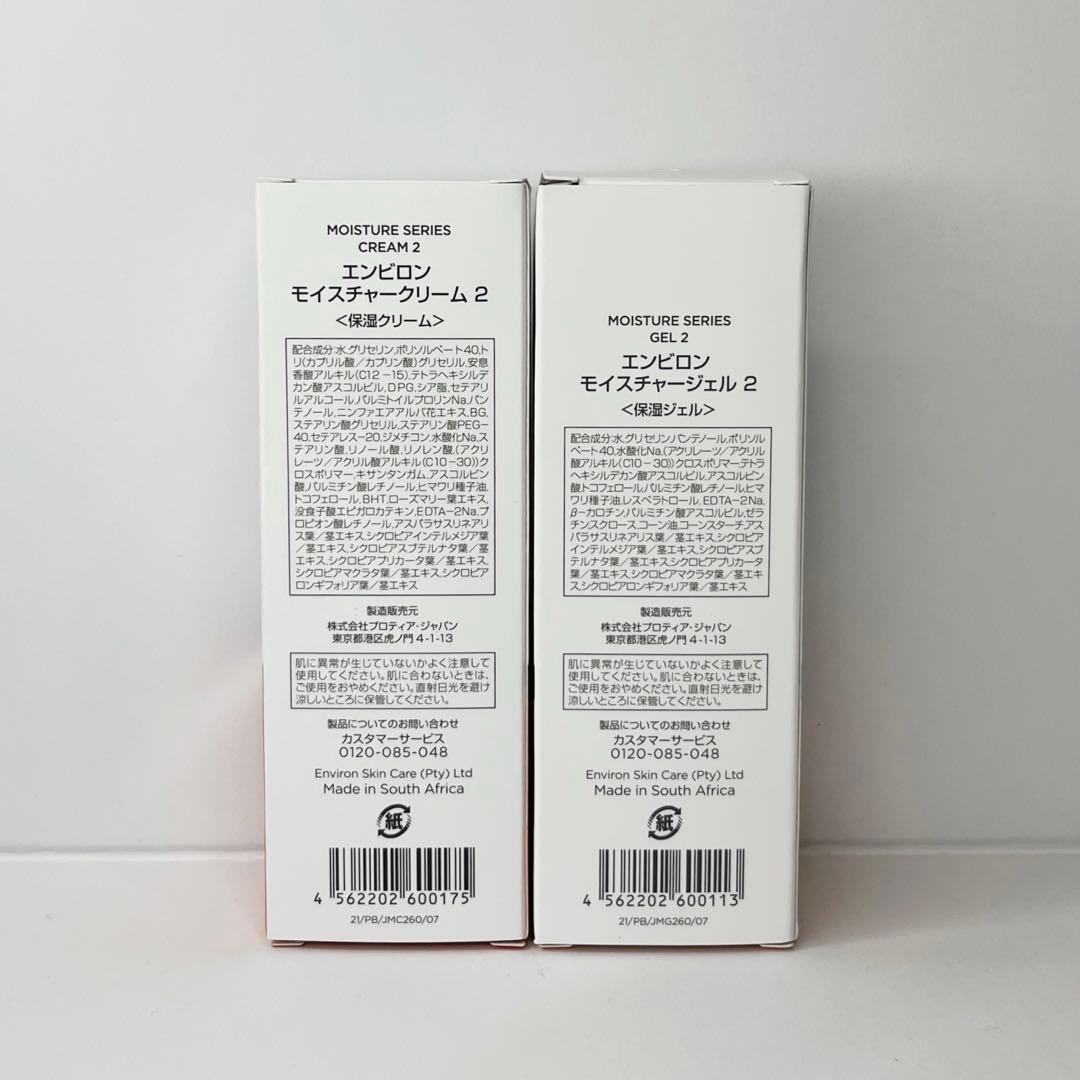 MOISTURE SERIES
CREAM 2
エンビロン
モイスチャークリーム 2
<保湿クリーム>
配合成分:水,グリセリン,ポリソルベート40,ト
リ(カプリル酸/カプリン酸)グリセリル,安息
香酸アルキル(C12-15),テトラヘキシルデ
カン酸アスコルビル,DPG,シア脂,セテアリ
ルアルコール,パルミトイルプロリンNa,パン
テノール,ニンファエアアルバ花エキス,BG,
ステアリン酸グリセリル,ステアリン酸PEG-
40,セテアレス-20,ジメチコン,水酸化Na,ス
テアリン酸,リノール酸,リノレン酸,(アクリ
レーツ/アクリル酸アルキル(C10-30))ク
ロスポリマー,キサンタンガム,アスコルビン
酸,パルミチン酸レチノール,ヒマワリ種子油,
トコフェロール,BHT,ローズマリー葉エキス,
没食子酸エピガロカテキン,EDTA-2Na,プ
ロピオン酸レチノール,アスパラサスリネアリ
ス葉/茎エキス,シクロピアインテルメジア葉
/茎エキス,シクロピアスブテルナタ葉/茎
エキス,シクロピアプリカータ葉/茎エキス,
シクロピアマクラタ葉/茎エキス,シクロピア
ロンギフォリア葉/茎エキス
製造販売元
株式会社プロティア・ジャパン
東京都港区虎ノ門 4-1-13
肌に異常が生じていないかよく注意して
使用してください。肌に合わないときは、
ご使用をおやめください。直射日光を避け
涼しいところに保管してください。
製品についてのお問い合わせ
カスタマーサービス
0120-085-048
Environ Skin Care (Pty) Ltd
Made in South Africa
紙
4 562202 600175
21/PB/JMC260/07
MOISTURE SERIES
GEL 2
エンビロン
モイスチャージェル 2
<保湿ジェル>
配合成分:水,グリセリン,パンテノール,ポリソル
ベート40,水酸化Na,(アクリレーツ/アクリル
酸アルキル(C10-30))クロスポリマー,テトラ
ヘキシルデカン酸アスコルビル,アスコルビン
酸,トコフェロール,パルミチン酸レチノール,ヒマ
ワリ種子油,レスベラトロール,EDTA-2Na,
β-カロチン,パルミチン酸アスコルビル,ゼラ
チン,スクロース,コーン油,コーンスターチ,アス
パラサスリネアリス葉/茎エキス,シクロピア
インテルメジア葉/茎エキス,シクロピアスブ
テルナタ葉/茎エキス,シクロピアプリカータ葉
/茎エキス,シクロピアマクラタ葉/茎エキ
ス,シクロピアロンギフォリア葉/茎エキス
製造販売元
株式会社プロティア・ジャパン
東京都港区虎ノ門 4-1-13
肌に異常が生じていないかよく注意して
使用してください。肌に合わないときは、
ご使用をおやめください。直射日光を避け
涼しいところに保管してください。
製品についてのお問い合わせ
カスタマーサービス
0120-085-048
Environ Skin Care (Pty) Ltd
Made in South Africa
紙
4 562202 600113
21/PB/JMG260/07